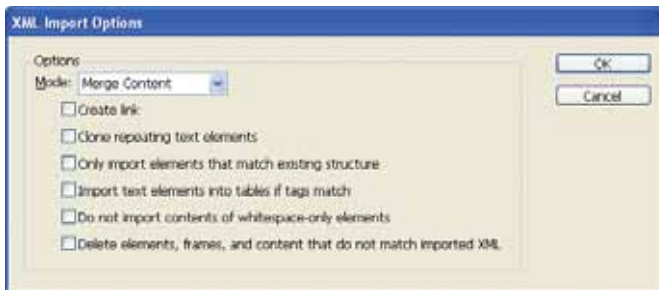 XML Import Options
Options
OK
Mode: Merge Content
Cancel
Create link
Clone repeating text elements
Only import elements that match existing structure
Import text elements into tables if tags match
Do not import contents of whitespace-only elements
Delete elements, frames, and content that do not match imported XML